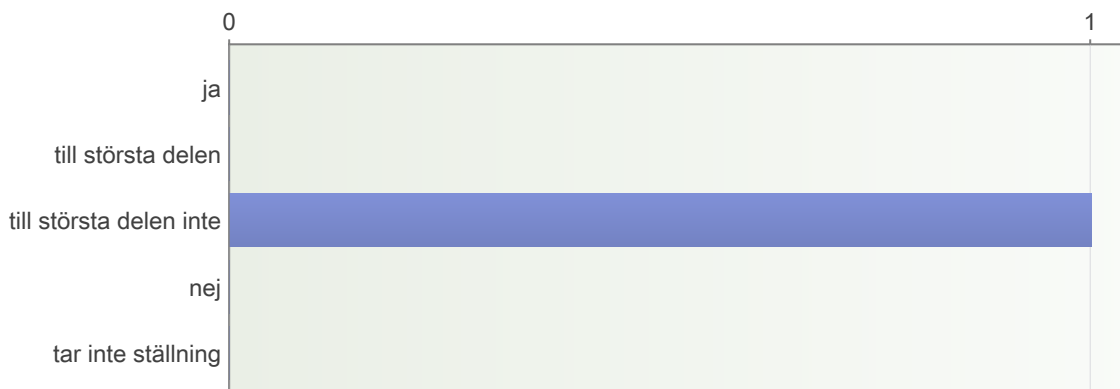 0 1
ja
till största delen
till största delen inte
nej
tar inte ställning